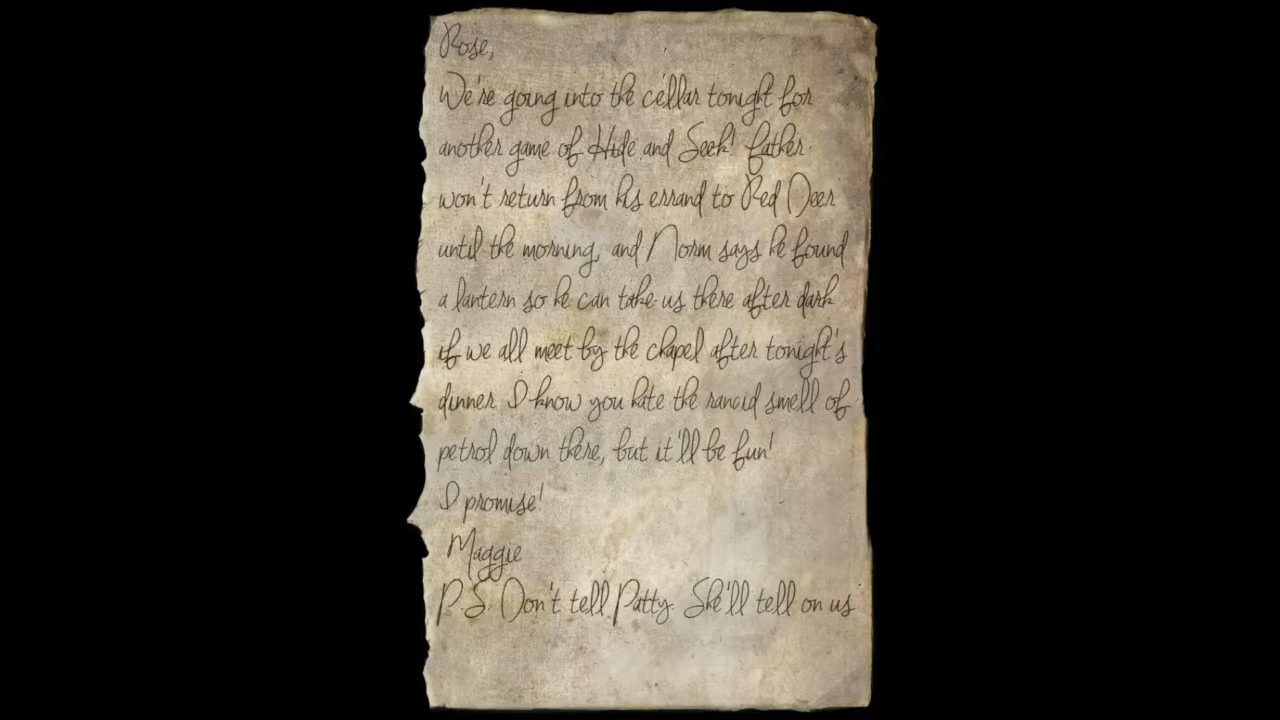 Rose,
We're going into the cellar tonight for
another game of Hide and Seek! Father
won't return from his errand to Red Deer
until the morning, and Norm says he found
a lantern so he can take us there after dark
if we all meet by the chapel after tonight's
dinner. I know you hate the rancid smell of
petrol down there, but it'll be fun!
I promise!
Maggie
P.S. Don't tell Patty. She'll tell on us